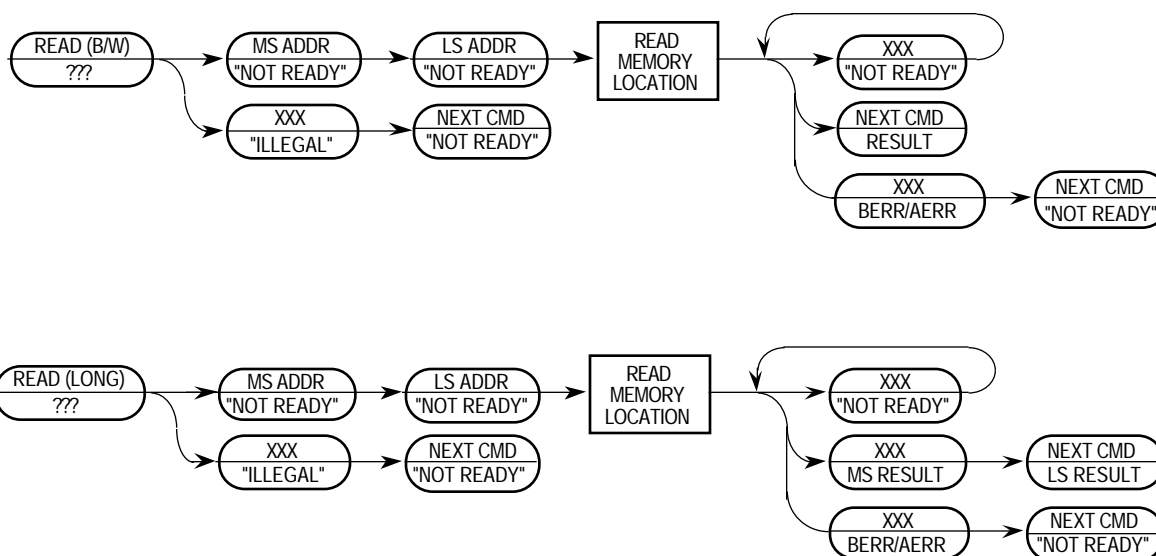 READ (B/W)
???
MS ADDR
"NOT READY"
LS ADDR
"NOT READY"
XXX
"ILLEGAL"
NEXT CMD
"NOT READY"
READ
MEMORY
LOCATION
XXX
"NOT READY"
NEXT CMD
RESULT
XXX
BERR/AERR
NEXT CMD
"NOT READY"
READ (LONG)
???
MS ADDR
"NOT READY"
LS ADDR
"NOT READY"
XXX
"ILLEGAL"
NEXT CMD
"NOT READY"
READ
MEMORY
LOCATION
XXX
"NOT READY"
XXX
MS RESULT
NEXT CMD
LS RESULT
XXX
BERR/AERR
NEXT CMD
"NOT READY"